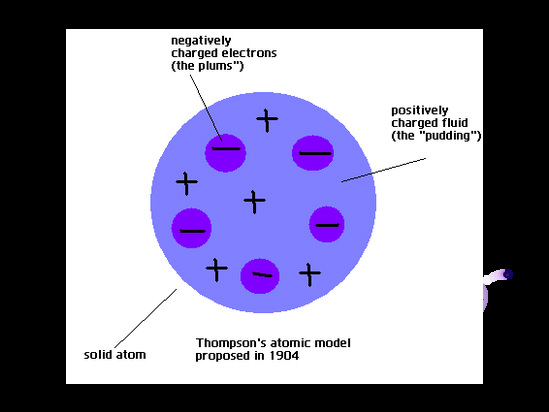 negatively
charged electrons
(the plums")
positively
charged fluid
(the "pudding")
+
− −
+
+
− −
+ − +
solid atom
Thompson's atomic model
proposed in 1904